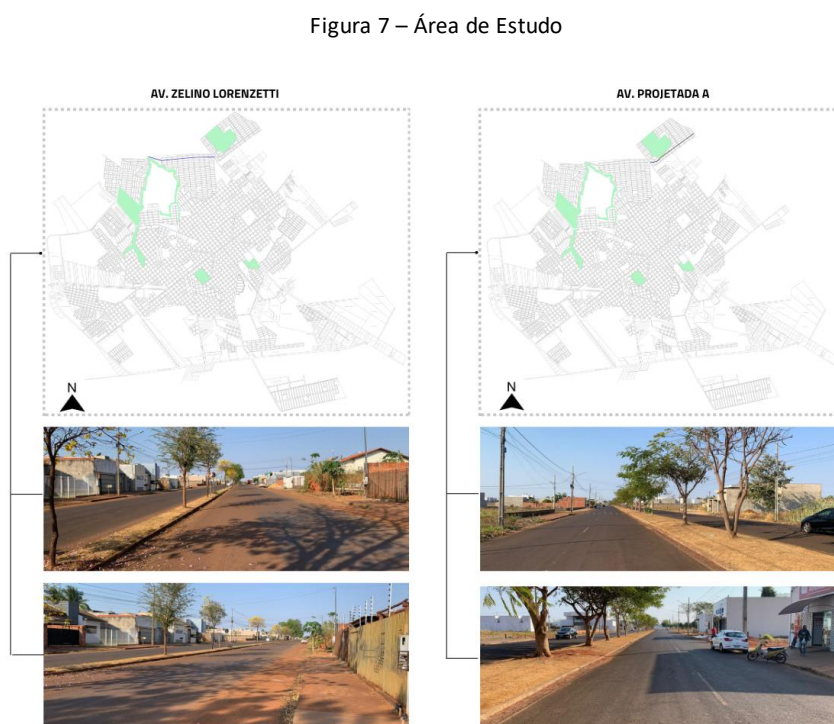 Figura 7 – Área de Estudo
AV. ZELINO LORENZETTI
AV. PROJETADA A
N
N